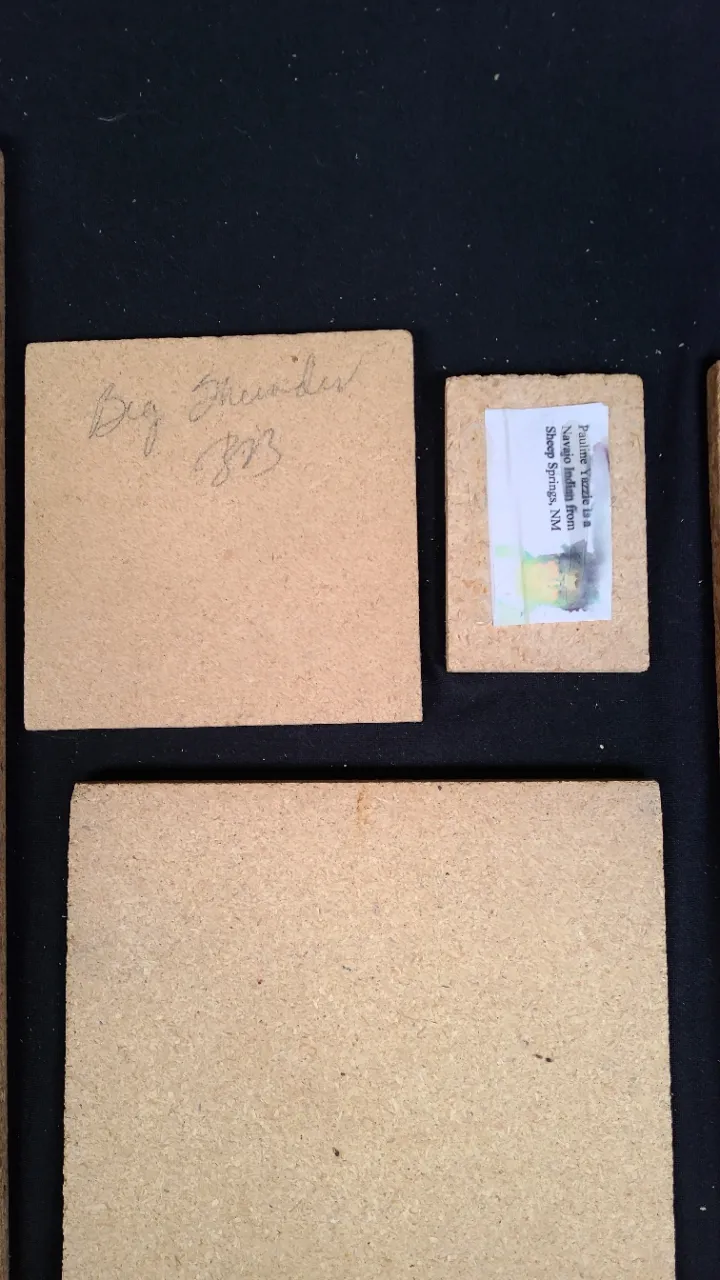 Big Thunder
BB
Pauline Yazzie is a
Navajo Indian from
Sheep Springs, NM